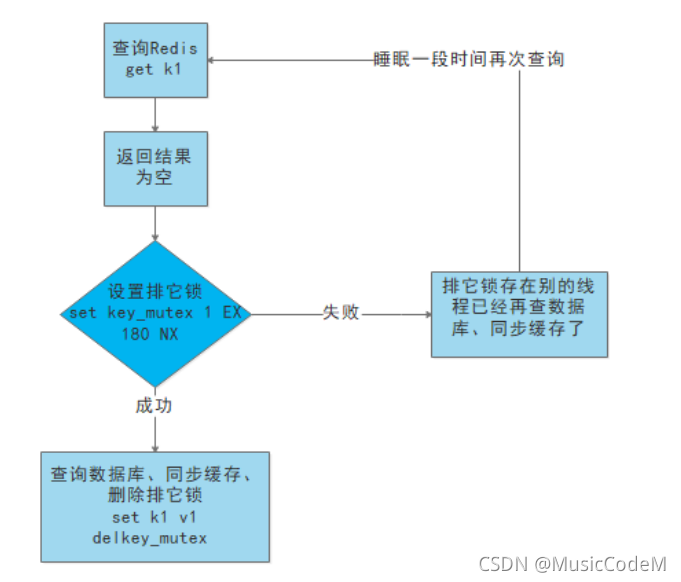 查询Redis
get k1
睡眠一段时间再次查询
返回结果
为空
设置排它锁
set key_mutex 1 EX
180 NX
失败
排它锁存在别的线
程已经再查数据
库、同步缓存了
成功
查询数据库、同步缓存、
删除排它锁
set k1 v1
delkey_mutex
CSDN @MusicCodeM